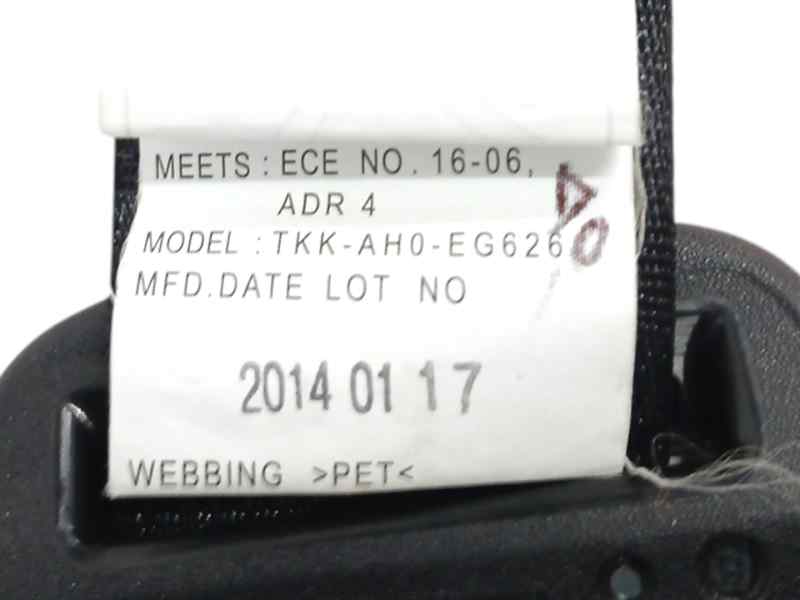 MEETS : ECE NO. 16-06,
ADR 4
MODEL : TKK-AH0-EG626
MFD.DATE LOT NO
2014 01 17
WEBBING >PET<